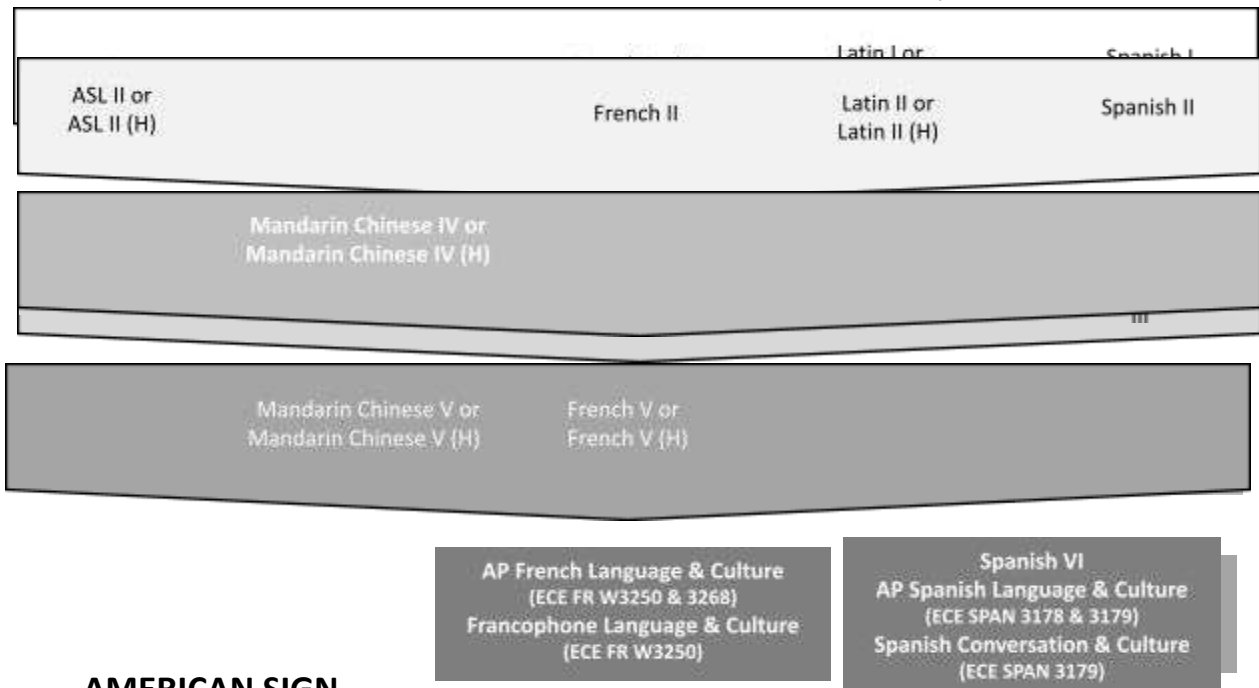 Latin I or
Spanish I
ASL II or
ASL II (H)
French II
Latin II or
Latin II (H)
Spanish II
Mandarin Chinese IV or
Mandarin Chinese IV (H)
III
Mandarin Chinese V or
Mandarin Chinese V (H)
French V or
French V (H)
AP French Language & Culture
(ECE FR W3250 & 3268)
Francophone Language & Culture
(ECE FR W3250)
Spanish VI
AP Spanish Language & Culture
(ECE SPAN 3178 & 3179)
Spanish Conversation & Culture
(ECE SPAN 3179)
AMERICAN SIGN